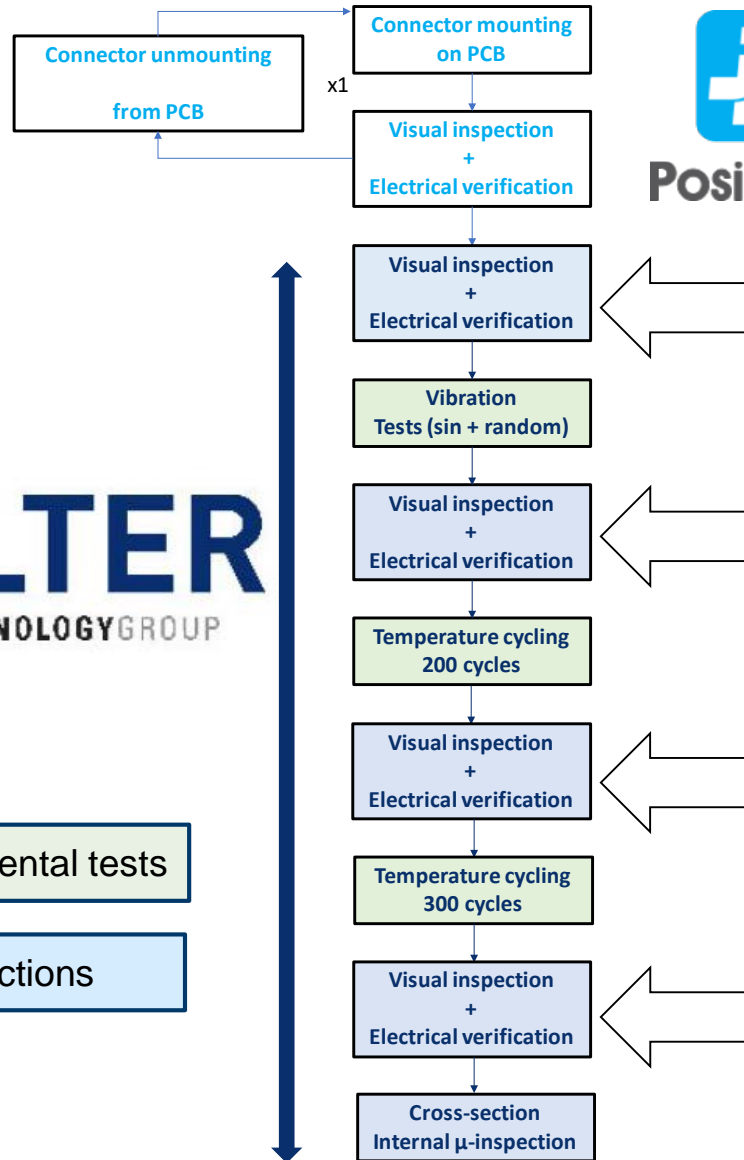 Connector unmounting
from PCB
x1
Connector mounting
on PCB
Visual inspection
+
Electrical verification
Posi
Visual inspection
+
Electrical verification
Vibration
Tests (sin + random)
Visual inspection
+
Electrical verification
LTER
NOLOGYGROUP
Temperature cycling
200 cycles
Visual inspection
+
Electrical verification
ental tests
Temperature cycling
300 cycles
ctions
Visual inspection
+
Electrical verification
Cross-section
Internal μ-inspection